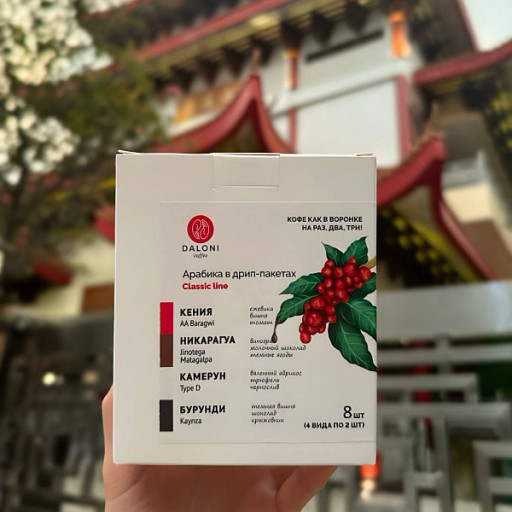 DALONI
coffee
КОФЕ КАК В ВОРОНКЕ
НА РАЗ, ДВА, ТРИ!
Арабика в дрип-пакетах
Classic line
КЕНИЯ
AA Baragwi
ежевика
вишня
томат
НИКАРАГУА
Jinotega
Matagalpa
виноград
молочный шоколад
темные ягоды
КАМЕРУН
Type D
вяленый абрикос
трюфель
чернослив
БУРУНДИ
Kaynza
темная вишня
шоколад
крыжовник
8 шт
(4 ВИДА ПО 2 ШТ)